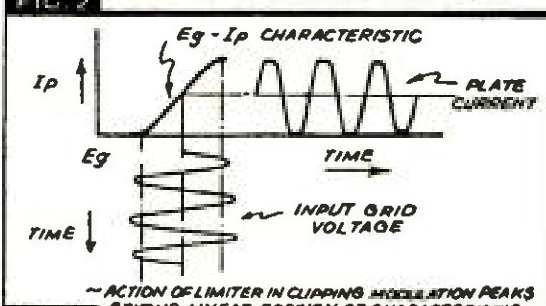 FIG. 2
Eg - Ip CHARACTERISTIC
Ip
PLATE
CURRENT
Eg
TIME
INPUT GRID
VOLTAGE
TIME
~ ACTION OF LIMITER IN CLIPPING MODULATION PEAKS